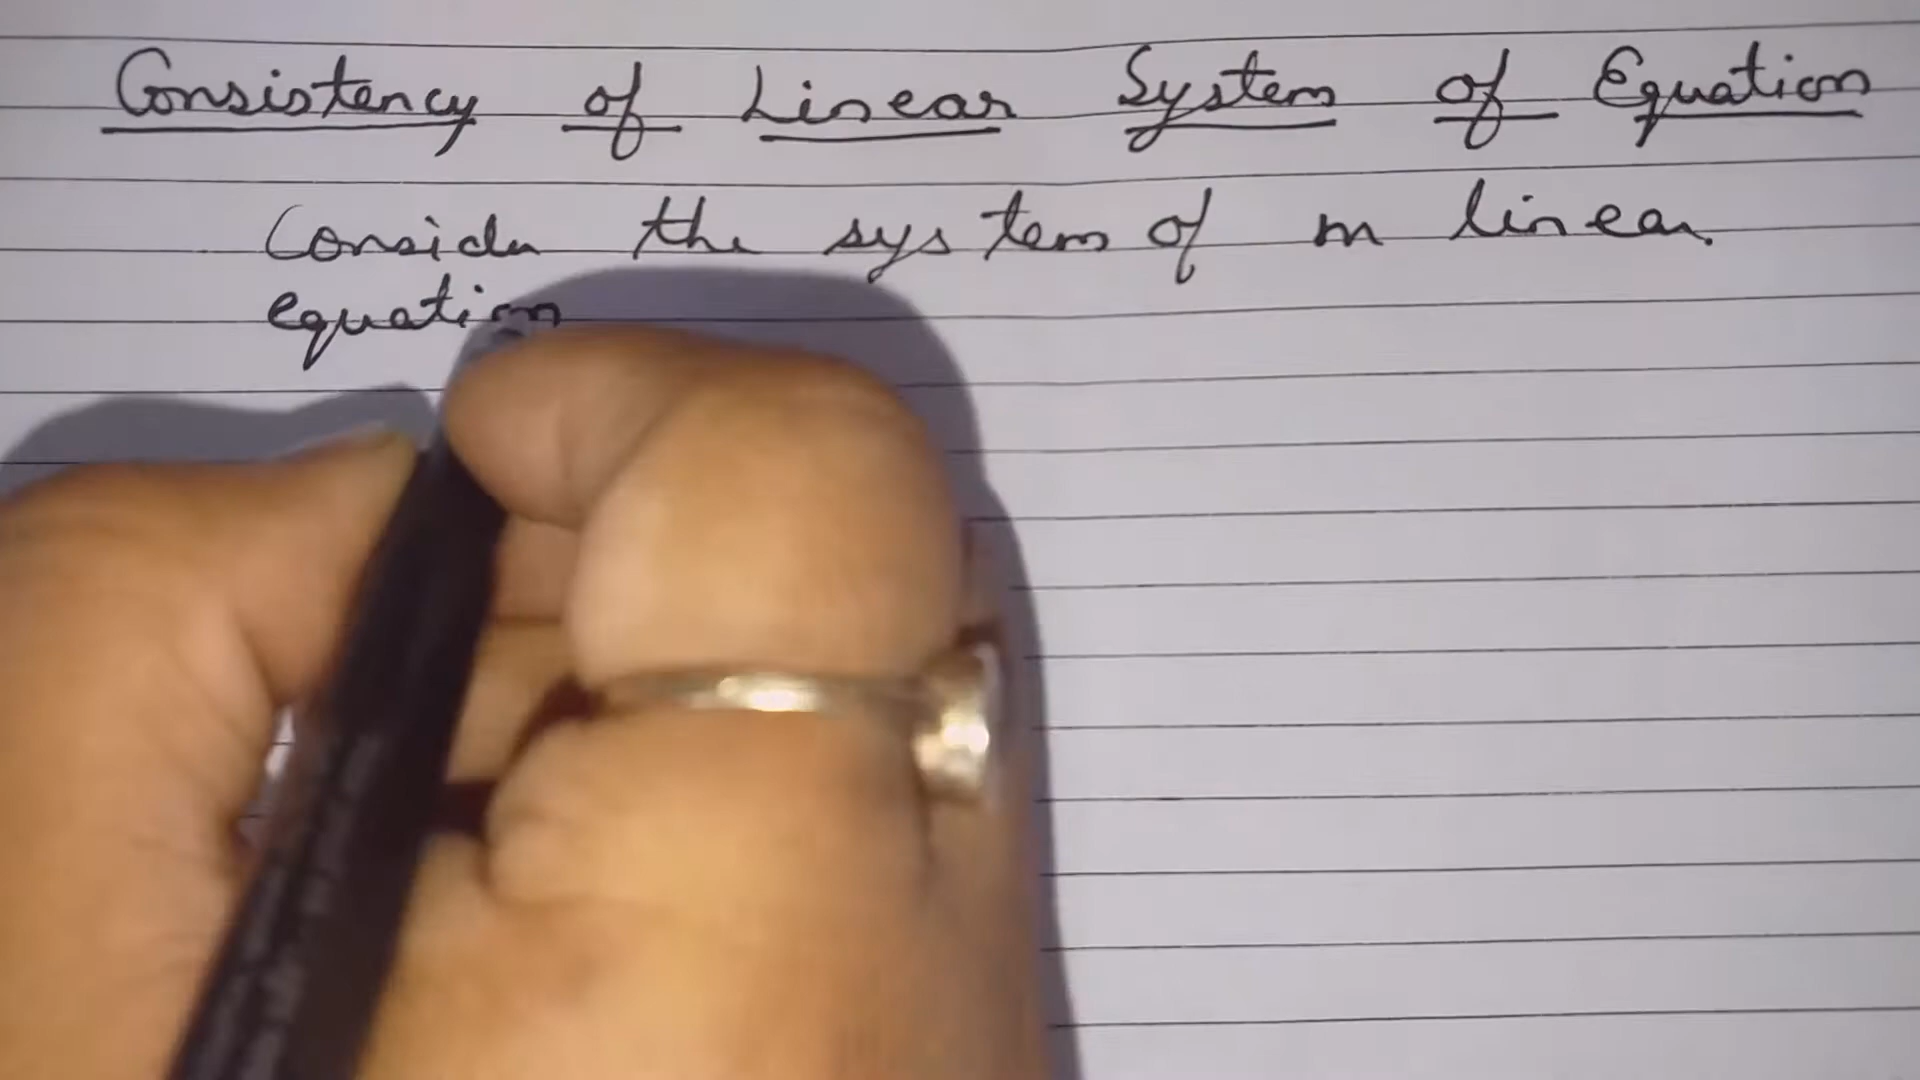 Consistency of Linear System of Equation
Consider the system of m linear
equation